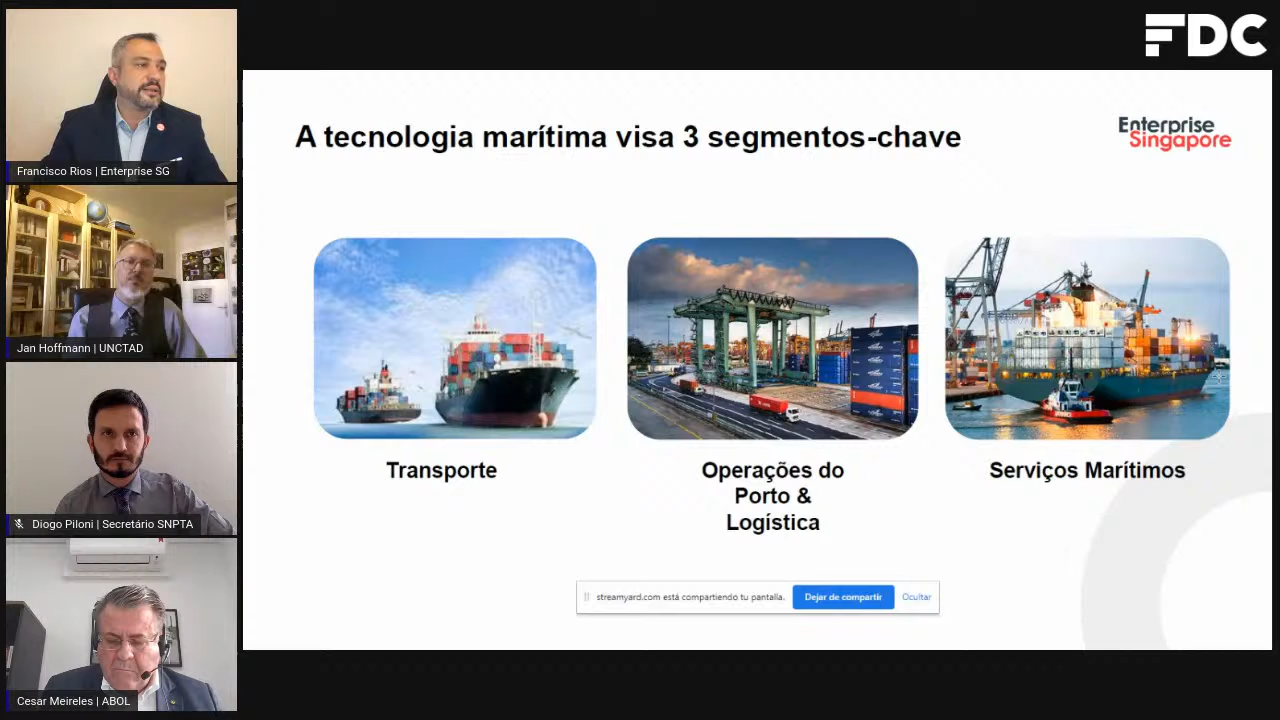 FDC
A tecnologia marítima visa 3 segmentos-chave
Enterprise
Singapore
Francisco Rios | Enterprise SG
Jan Hoffmann | UNCTAD
Diogo Piloni | Secretário SNPTA
Cesar Meireles | ABOL
Transporte
Operações do
Porto &
Logística
Serviços Marítimos
streamyard.com está compartiendo tu pantalla.
Dejar de compartir
Ocultar